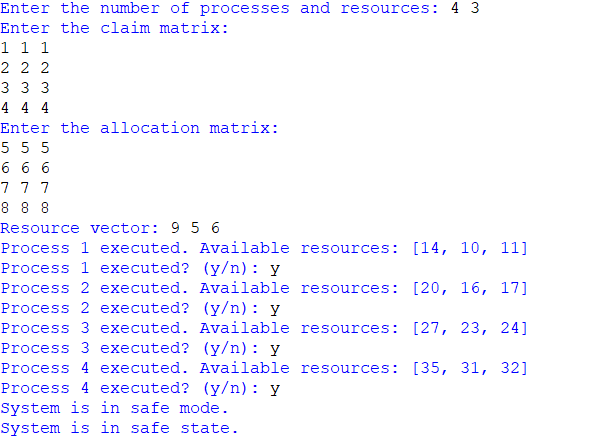 Enter the number of processes and resources: 4 3
Enter the claim matrix:
1 1 1
2 2 2
3 3 3
4 4 4
Enter the allocation matrix:
5 5 5
6 6 6
7 7 7
8 8 8
Resource vector: 9 5 6
Process 1 executed. Available resources: [14, 10, 11]
Process 1 executed? (y/n): y
Process 2 executed. Available resources: [20, 16, 17]
Process 2 executed? (y/n): y
Process 3 executed. Available resources: [27, 23, 24]
Process 3 executed? (y/n): y
Process 4 executed. Available resources: [35, 31, 32]
Process 4 executed? (y/n): y
System is in safe mode.
System is in safe state.